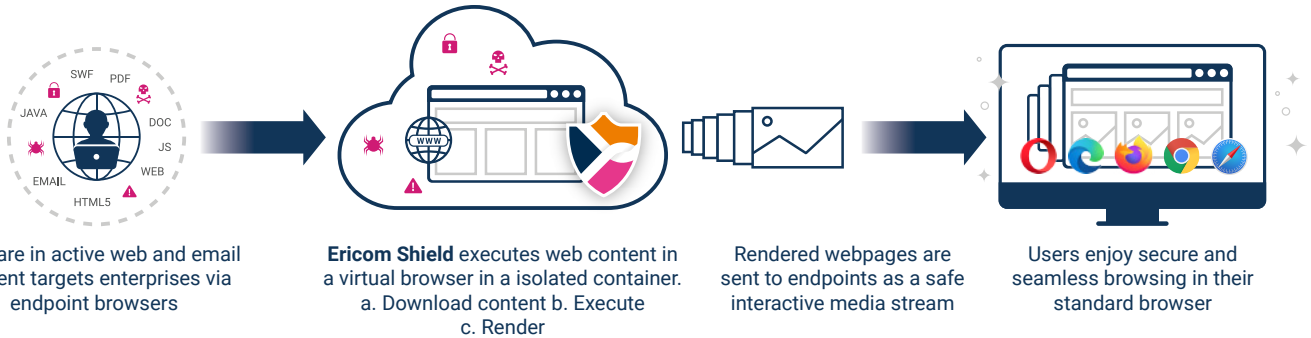 SWF
PDF
JAVA
DOC
JS
WEB
EMAIL
HTML5
WWW
are in active web and email
ent targets enterprises via
endpoint browsers
Ericom Shield executes web content in
a virtual browser in a isolated container.
a. Download content b. Execute
c. Render
Rendered webpages are
sent to endpoints as a safe
interactive media stream
Users enjoy secure and
seamless browsing in their
standard browser